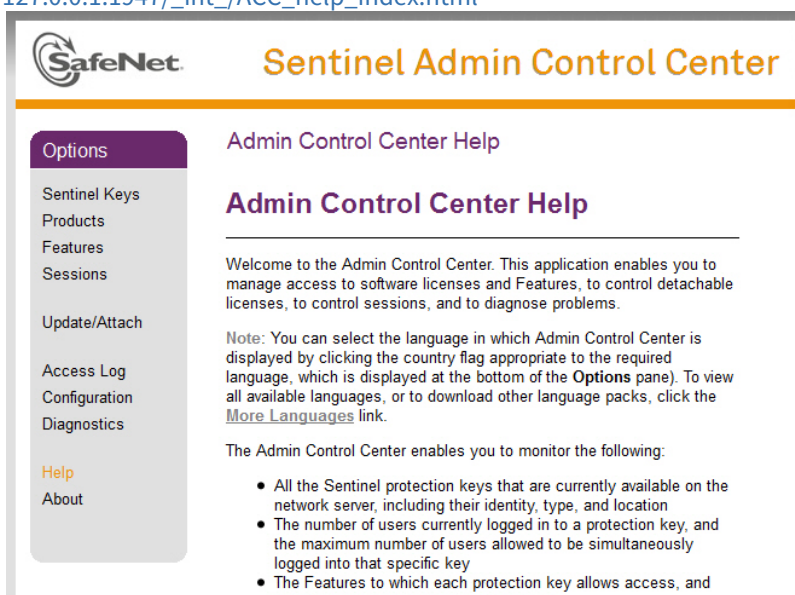 127.0.0.1:1947/_int_/ACC_help_index.html
SafeNet.
Sentinel Admin Control Center
Options
Sentinel Keys
Products
Features
Sessions
Update/Attach
Access Log
Configuration
Diagnostics
Help
About
Admin Control Center Help
Admin Control Center Help
Welcome to the Admin Control Center. This application enables you to
manage access to software licenses and Features, to control detachable
licenses, to control sessions, and to diagnose problems.
Note: You can select the language in which Admin Control Center is
displayed by clicking the country flag appropriate to the required
language, which is displayed at the bottom of the Options pane). To view
all available languages, or to download other language packs, click the
More Languages link.
The Admin Control Center enables you to monitor the following:
● All the Sentinel protection keys that are currently available on the
network server, including their identity, type, and location
● The number of users currently logged in to a protection key, and
the maximum number of users allowed to be simultaneously
logged into that specific key
● The Features to which each protection key allows access, and